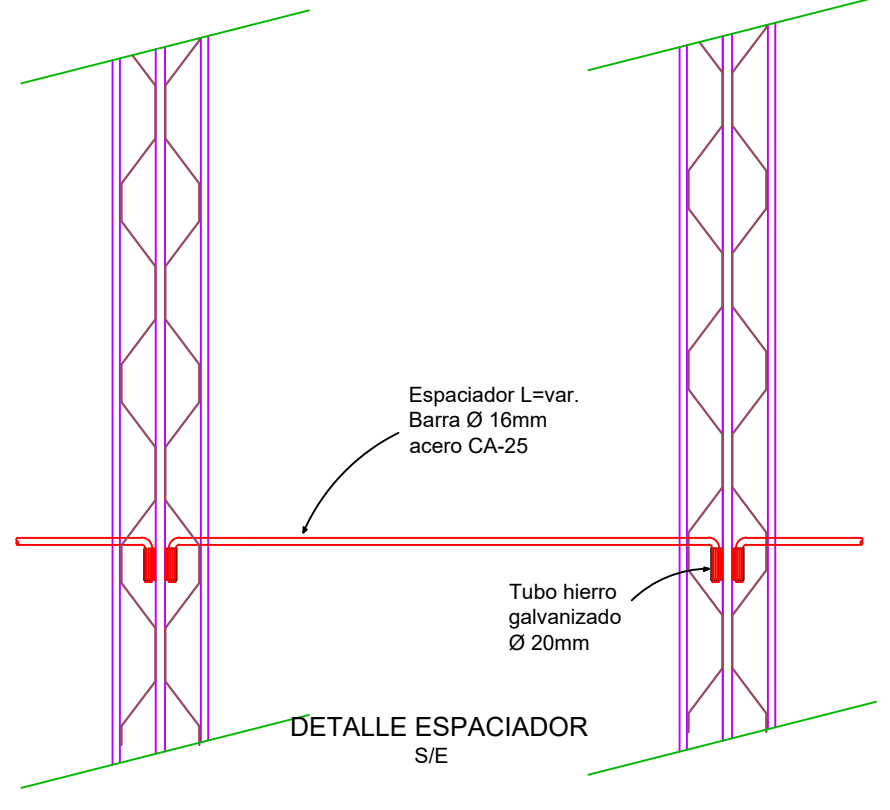 Espaciador L=var.
Barra Ø 16mm
acero CA-25
Tubo hierro
galvanizado
Ø 20mm
DETALLE ESPACIADOR
S/E